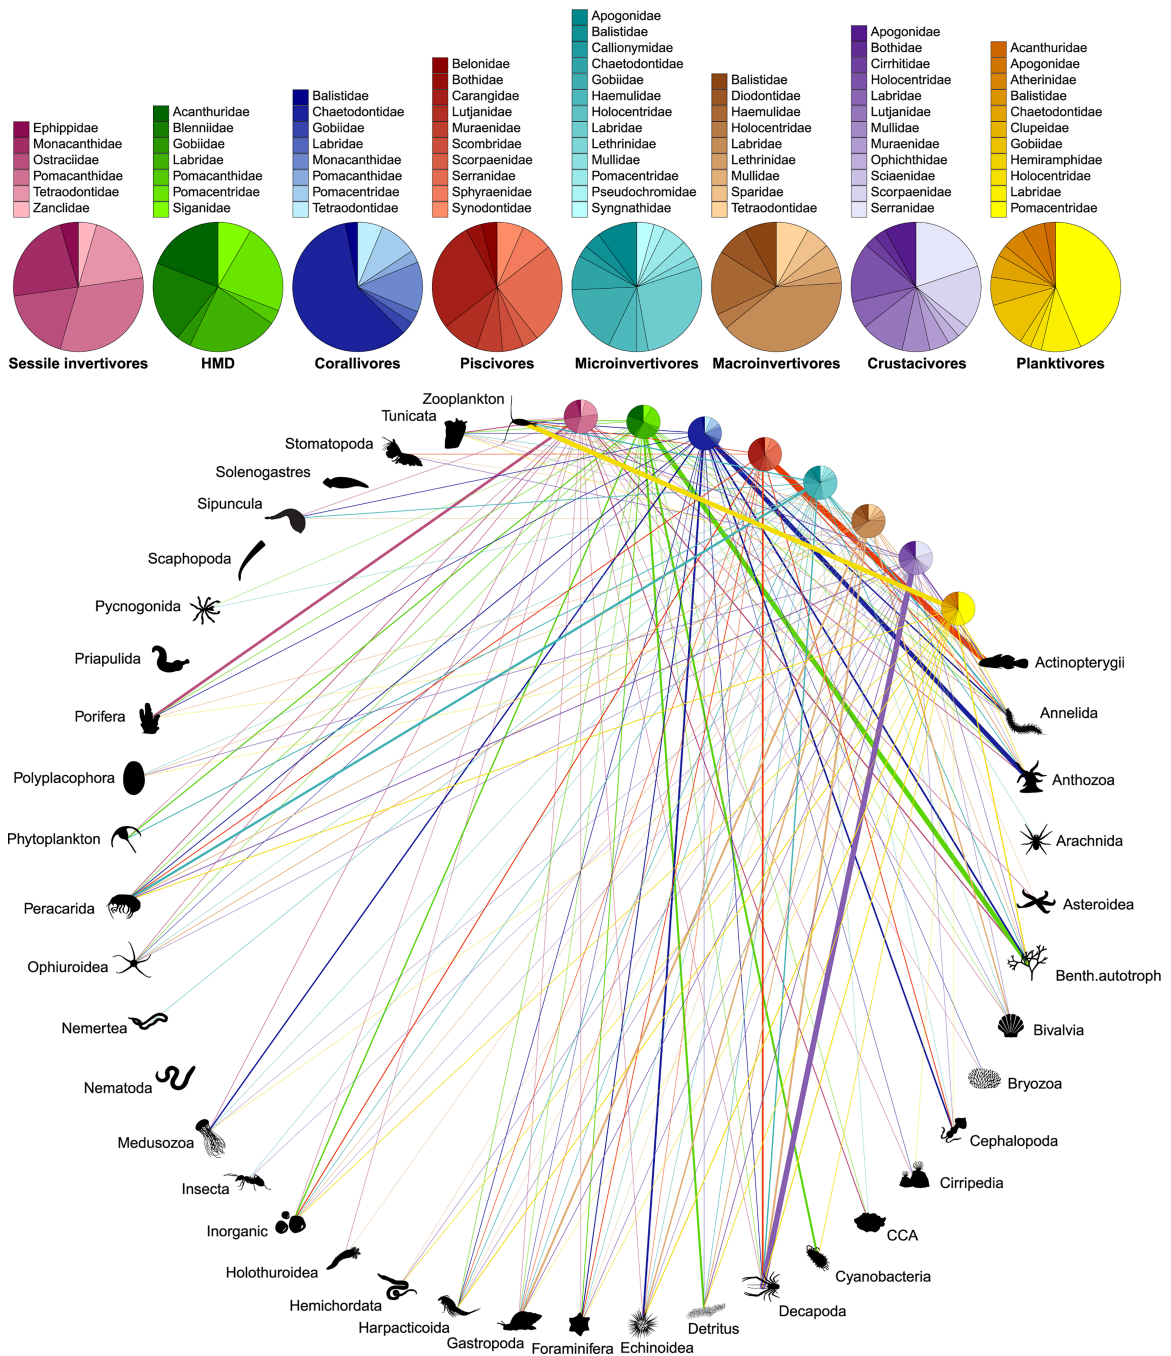 Ephippidae
Monacanthidae
Ostraciidae
Pomacanthidae
Tetraodontidae
Zanclidae
Sessile invertivores
Acanthuridae
Blenniidae
Gobiidae
Labridae
Pomacanthidae
Pomacentridae
Siganidae
HMD
Balistidae
Chaetodontidae
Gobiidae
Labridae
Monacanthidae
Pomacanthidae
Pomacentridae
Tetraodontidae
Corallivores
Belonidae
Bothidae
Carangidae
Lutjanidae
Muraenidae
Scombridae
Scorpaenidae
Serranidae
Sphyraenidae
Synodontidae
Piscivores
Apogonidae
Balistidae
Callionymidae
Chaetodontidae
Gobiidae
Haemulidae
Holocentridae
Labridae
Lethrinidae
Mullidae
Pomacentridae
Pseudochromidae
Syngnathidae
Microinvertivores
Balistidae
Diodontidae
Haemulidae
Holocentridae
Labridae
Lethrinidae
Mullidae
Sparidae
Tetraodontidae
Macroinvertivores
Apogonidae
Bothidae
Cirrhitidae
Holocentridae
Labridae
Lutjanidae
Mullidae
Muraenidae
Ophichthidae
Sciaenidae
Scorpaenidae
Serranidae
Crustacivores
Acanthuridae
Apogonidae
Atherinidae
Balistidae
Chaetodontidae
Clupeidae
Gobiidae
Hemiramphidae
Holocentridae
Labridae
Pomacentridae
Planktivores
Zooplankton
Tunicata
Stomatopoda
Solenogastres
Sipuncula
Scaphopoda
Pycnogonida
Priapulida
Porifera
Polyplacophora
Phytoplankton
Peracarida
Ophiuroidea
Nemertea
Nematoda
Medusozoa
Insecta
Inorganic
Holothuroidea
Hemichordata
Harpacticoida
Gastropoda
Foraminifera
Echinoidea
Detritus
Decapoda
Cyanobacteria
CCA
Cirripedia
Cephalopoda
Bryozoa
Bivalvia
Benth.autotroph
Asteroidea
Arachnida
Anthozoa
Annelida
Actinopterygii